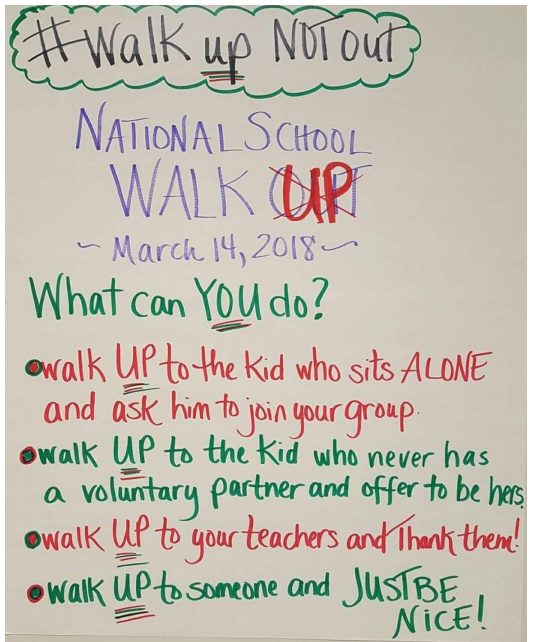 #Walk up NOT out
NATIONAL SCHOOL
WALK OUT UP
~ March 14, 2018 ~
What can YOU do?
walk UP to the kid who sits ALONE
and ask him to join your group.
walk UP to the kid who never has
a voluntary partner and offer to be hers.
walk UP to your teachers and Thank them!
walk UP to someone and JUST BE
NiCE!